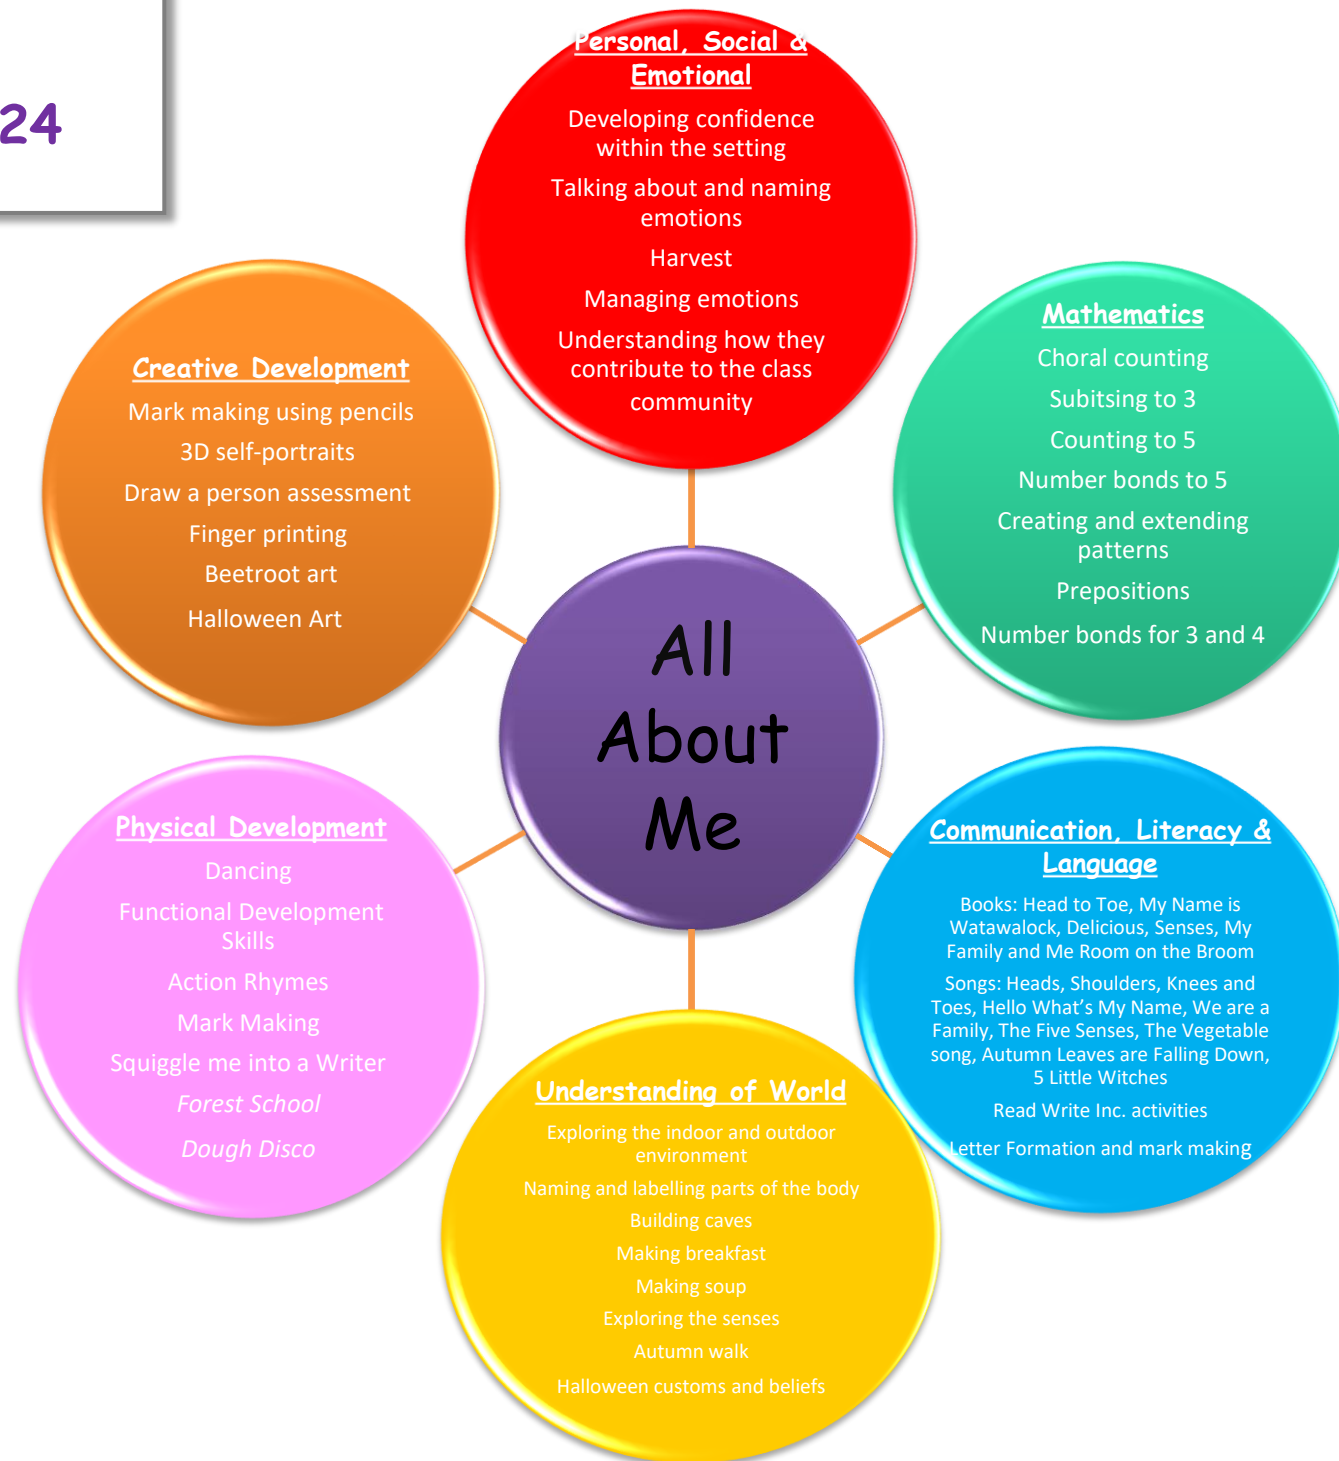 24
Personal, Social &
Emotional
Developing confidence
within the setting
Talking about and naming
emotions
Harvest
Managing emotions
Understanding how they
contribute to the class
community
Mathematics
Choral counting
Subitsing to 3
Counting to 5
Number bonds to 5
Creating and extending
patterns
Prepositions
Number bonds for 3 and 4
Communication, Literacy &
Language
Books: Head to Toe, My Name is
Watawalock, Delicious, Senses, My
Family and Me Room on the Broom
Songs: Heads, Shoulders, Knees and
Toes, Hello What’s My Name, We are a
Family, The Five Senses, The Vegetable
song, Autumn Leaves are Falling Down,
5 Little Witches
Read Write Inc. activities
Letter Formation and mark making
Understanding of World
Exploring the indoor and outdoor
environment
Naming and labelling parts of the body
Building caves
Making breakfast
Making soup
Exploring the senses
Autumn walk
Halloween customs and beliefs
Physical Development
Dancing
Functional Development
Skills
Action Rhymes
Mark Making
Squiggle me into a Writer
Forest School
Dough Disco
Creative Development
Mark making using pencils
3D self-portraits
Draw a person assessment
Finger printing
Beetroot art
Halloween Art
All
About
Me